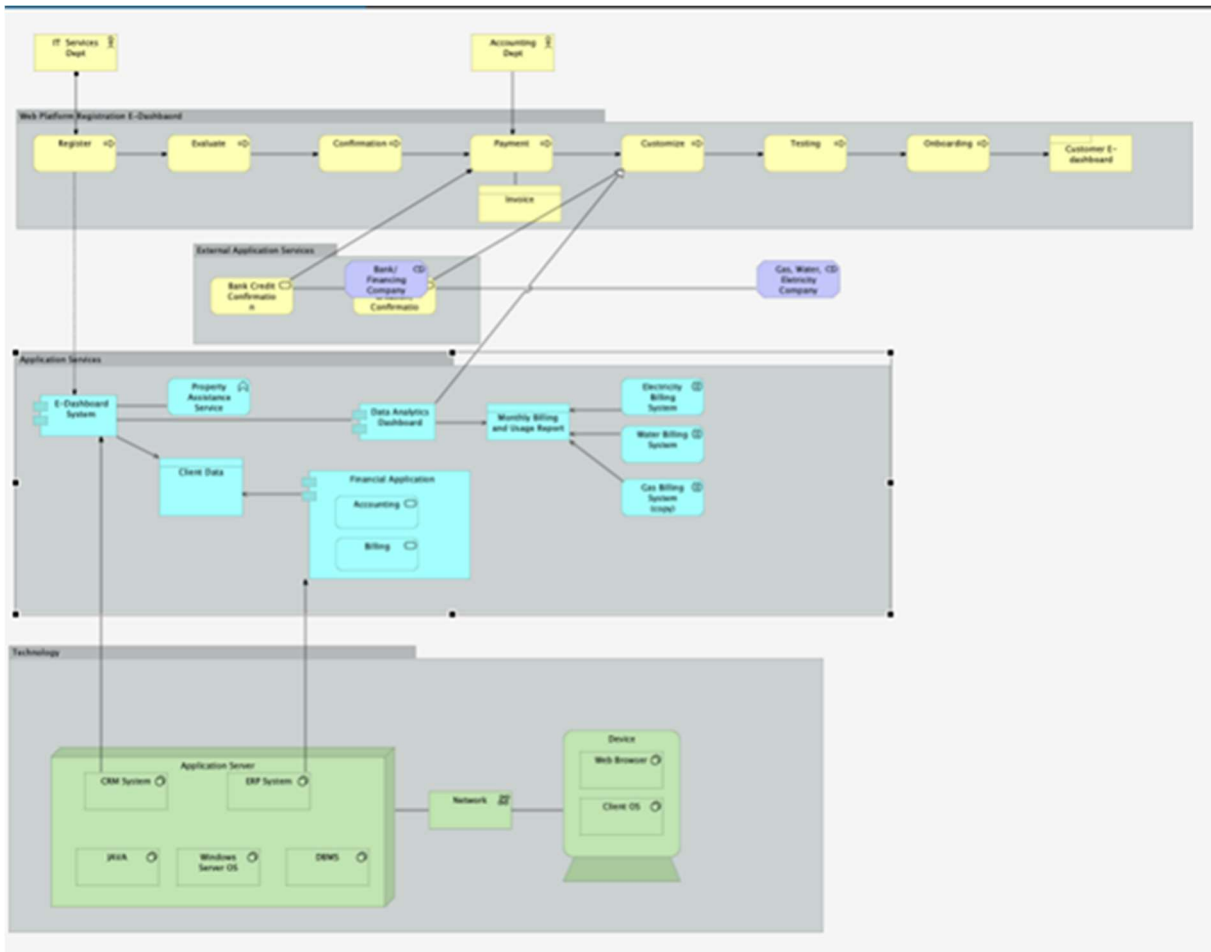 IT Services
Dept
Accounting
Dept
Web Platform Registration E-Dashbaord
Register
Evaluate
Confirmation
Payment
Customize
Testing
Onboarding
Customer E-
dashboard
Invoice
External Application Services
Bank Credit
Confirmatio
n
Bank/
Financing
Company
Confirmatio
Gas, Water,
Eletricity
Company
Application Services
E-Dashboard
System
Property
Assistance
Service
Data Analytics
Dashboard
Monthly Billing
and Usage Report
Electricity
Billing
System
Water Billing
System
Gas Billing
System
(copy)
Client Data
Financial Application
Accounting
Billing
Technology
Application Server
CRM System
ERP System
JAVA
Windows
Server OS
DBMS
Network
Device
Web Browser
Client OS